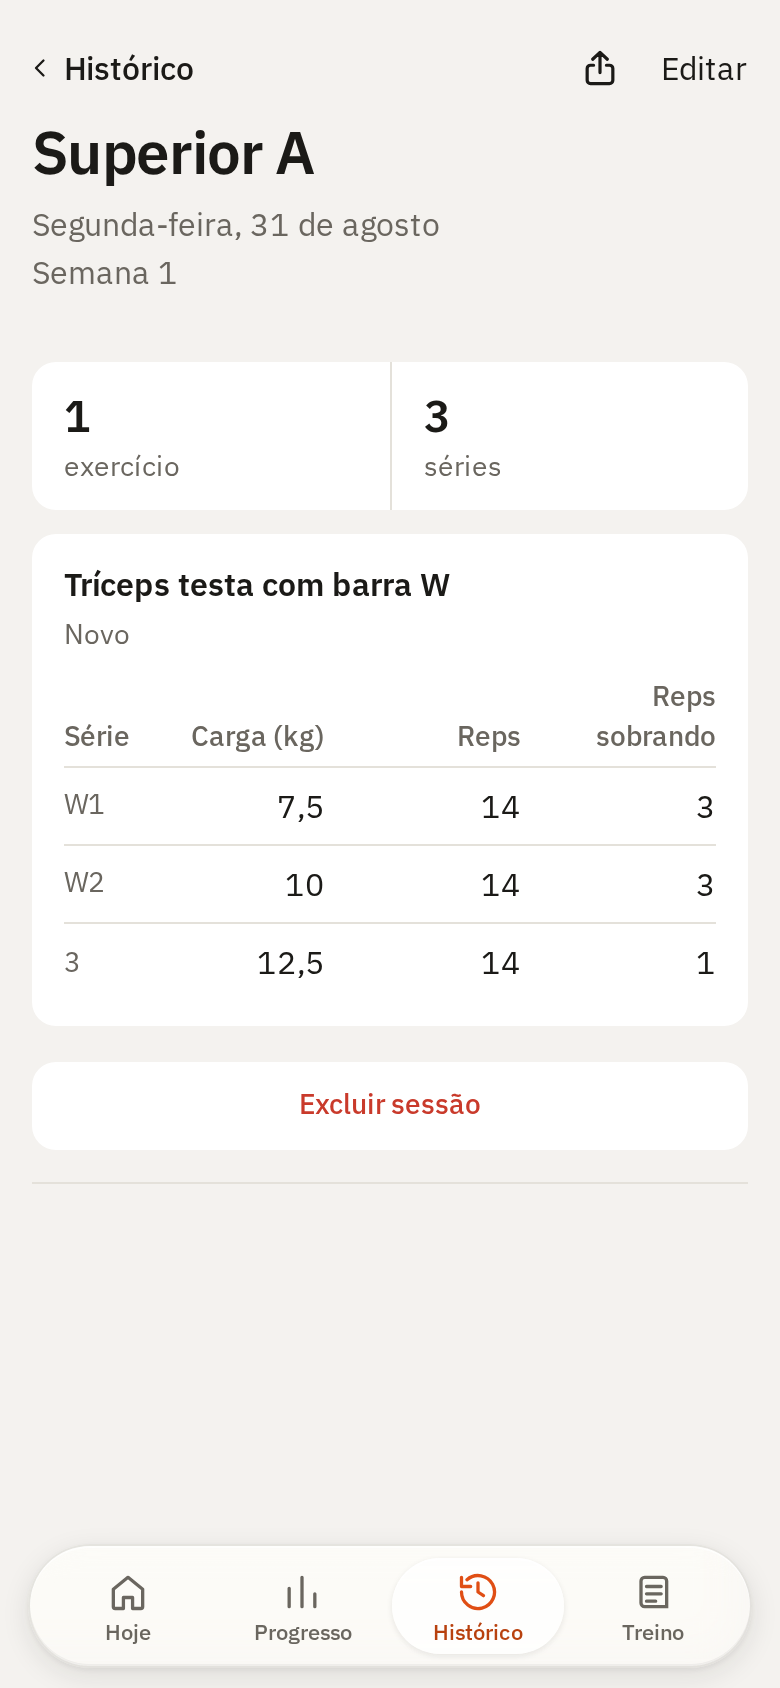 Histórico
Editar
Superior A
Segunda-feira, 31 de agosto
Semana 1
1
exercício
3
séries
Tríceps testa com barra W
Novo
Série Carga (kg) Reps Reps sobrando
W1 7,5 14 3
W2 10 14 3
3 12,5 14 1
Excluir sessão
Hoje
Progresso
Histórico
Treino